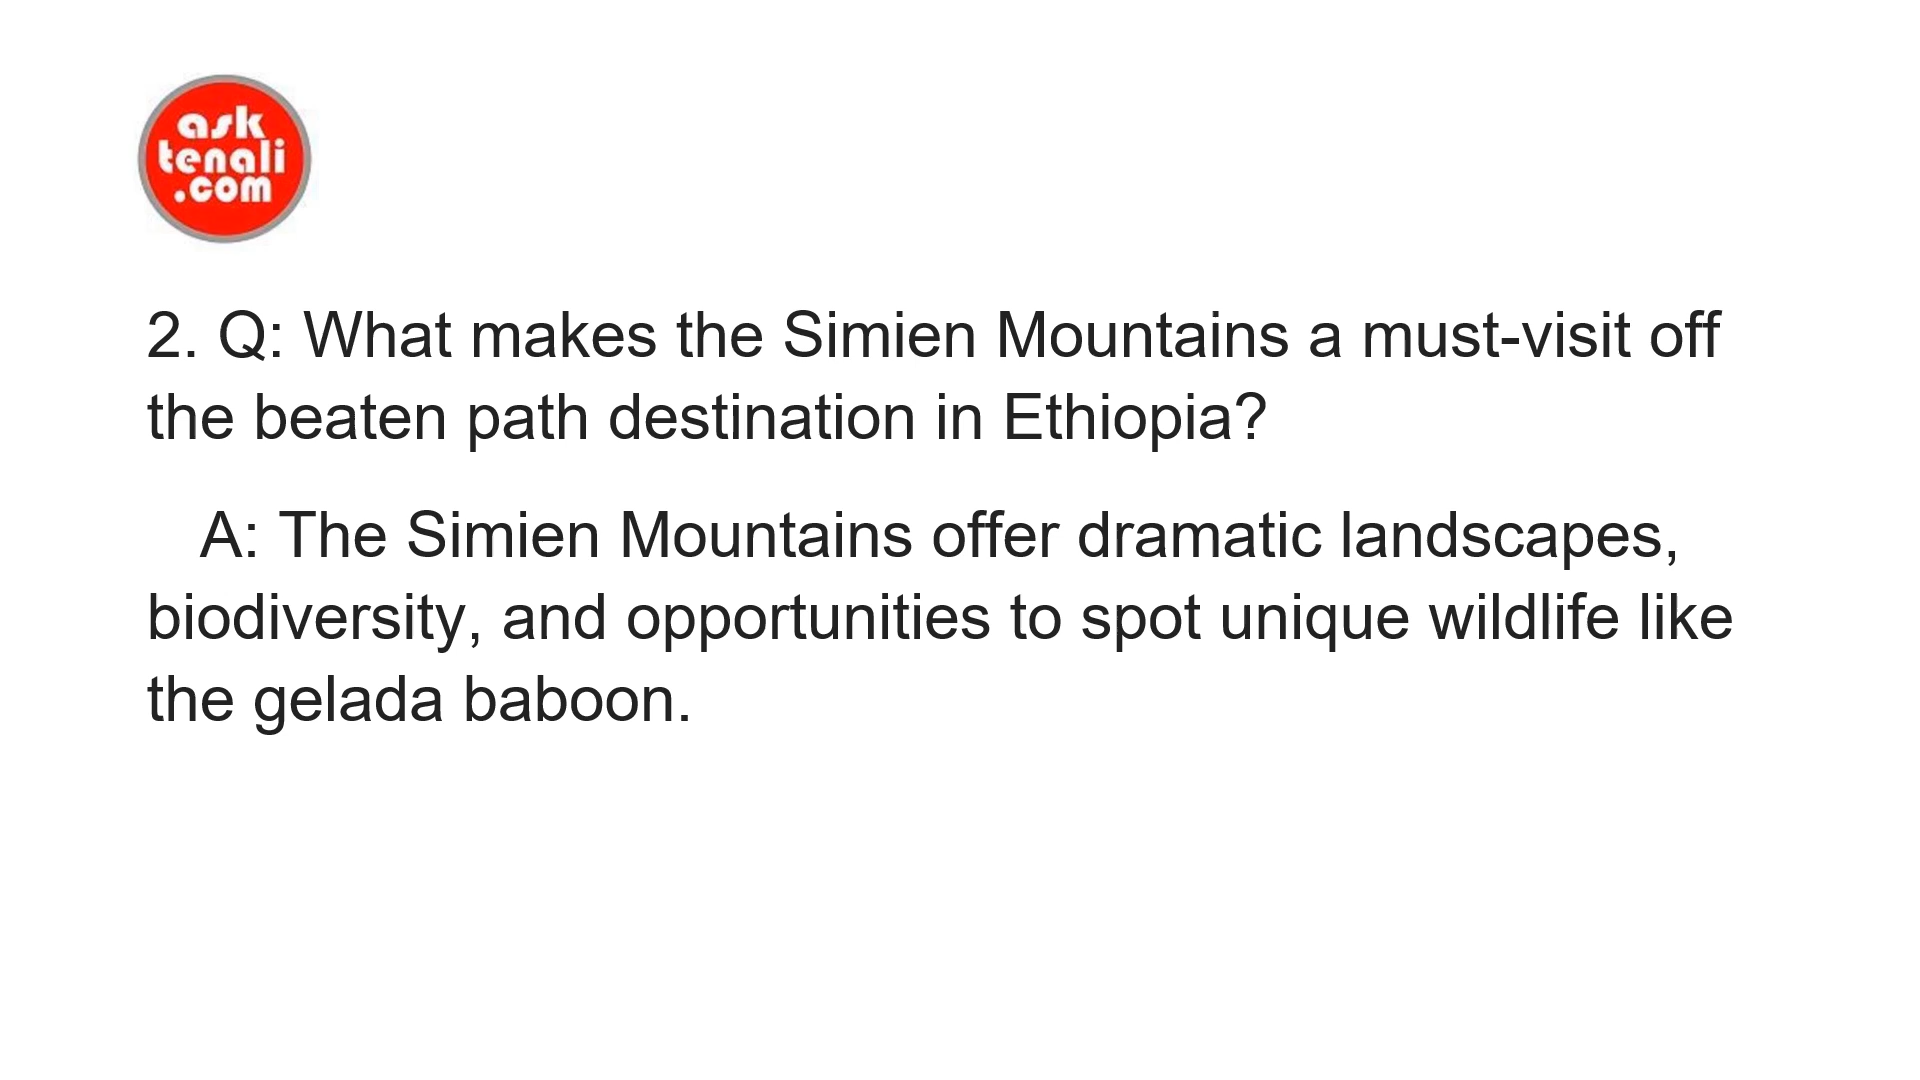 ask
tenali
.com
2. Q: What makes the Simien Mountains a must-visit off
the beaten path destination in Ethiopia?
A: The Simien Mountains offer dramatic landscapes,
biodiversity, and opportunities to spot unique wildlife like
the gelada baboon.